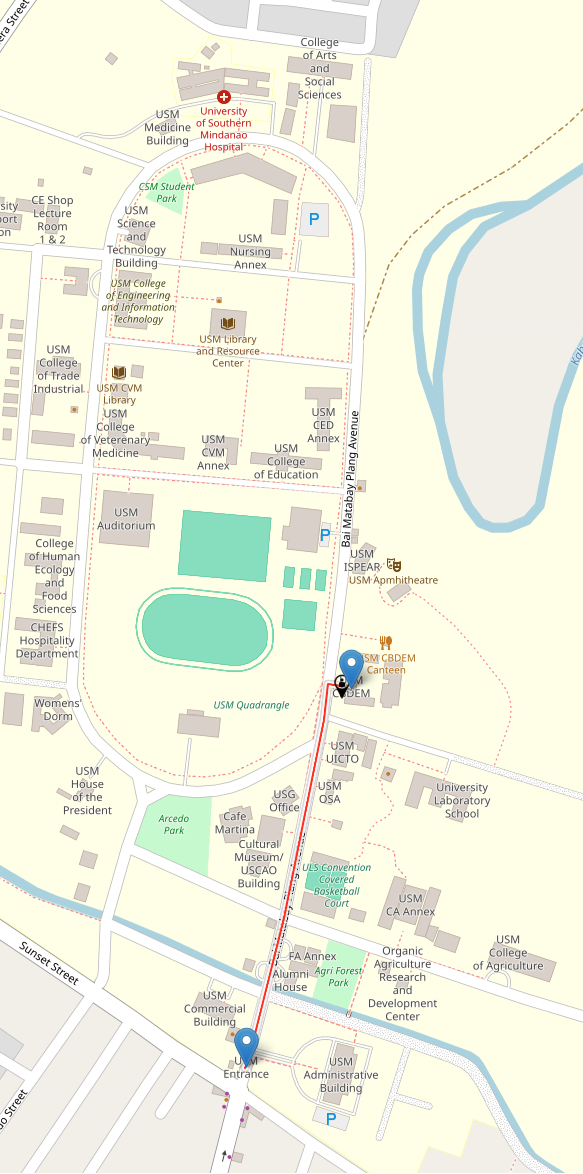 era Street
College
of Arts
and
Social
Sciences
University
of Southern
Mindanao
Hospital
USM
Medicine
Building
CSM Student
Park
CE Shop
Lecture
Room
1 & 2
USM
Science
and
Technology
Building
P
USM
Nursing
Annex
USM College
of Engineering
and Information
Technology
USM Library
and Resource
Center
USM
College
of Trade
Industrial
USM CVM
Library
USM
College
of Veterenary
Medicine
USM
CVM
Annex
USM
College
of Education
USM
CED
Annex
Bai Matabay Plang Avenue
USM
Auditorium
P
USM
ISPEAR
USM Apmhitheatre
College
of Human
Ecology
and
Food
Sciences
CHEFS
Hospitality
Department
USM CBDEM
Canteen
USM
CBDEM
Womens'
Dorm
USM Quadrangle
USM
UICTO
USM
House
of the
President
USG
Office
USM
OSA
University
Laboratory
School
Arcedo
Park
Cafe
Martina
Cultural
Museum/
USCAO
Building
ULS Convention
Covered
Basketball
Court
USM
CA Annex
Sunset Street
FA Annex
Alumni
House
Agri Forest
Park
Organic
Agriculture
Research
and
Development
Center
USM
College
of Agriculture
USM
Commercial
Building
USM
Entrance
USM
Administrative
Building
P
do Street